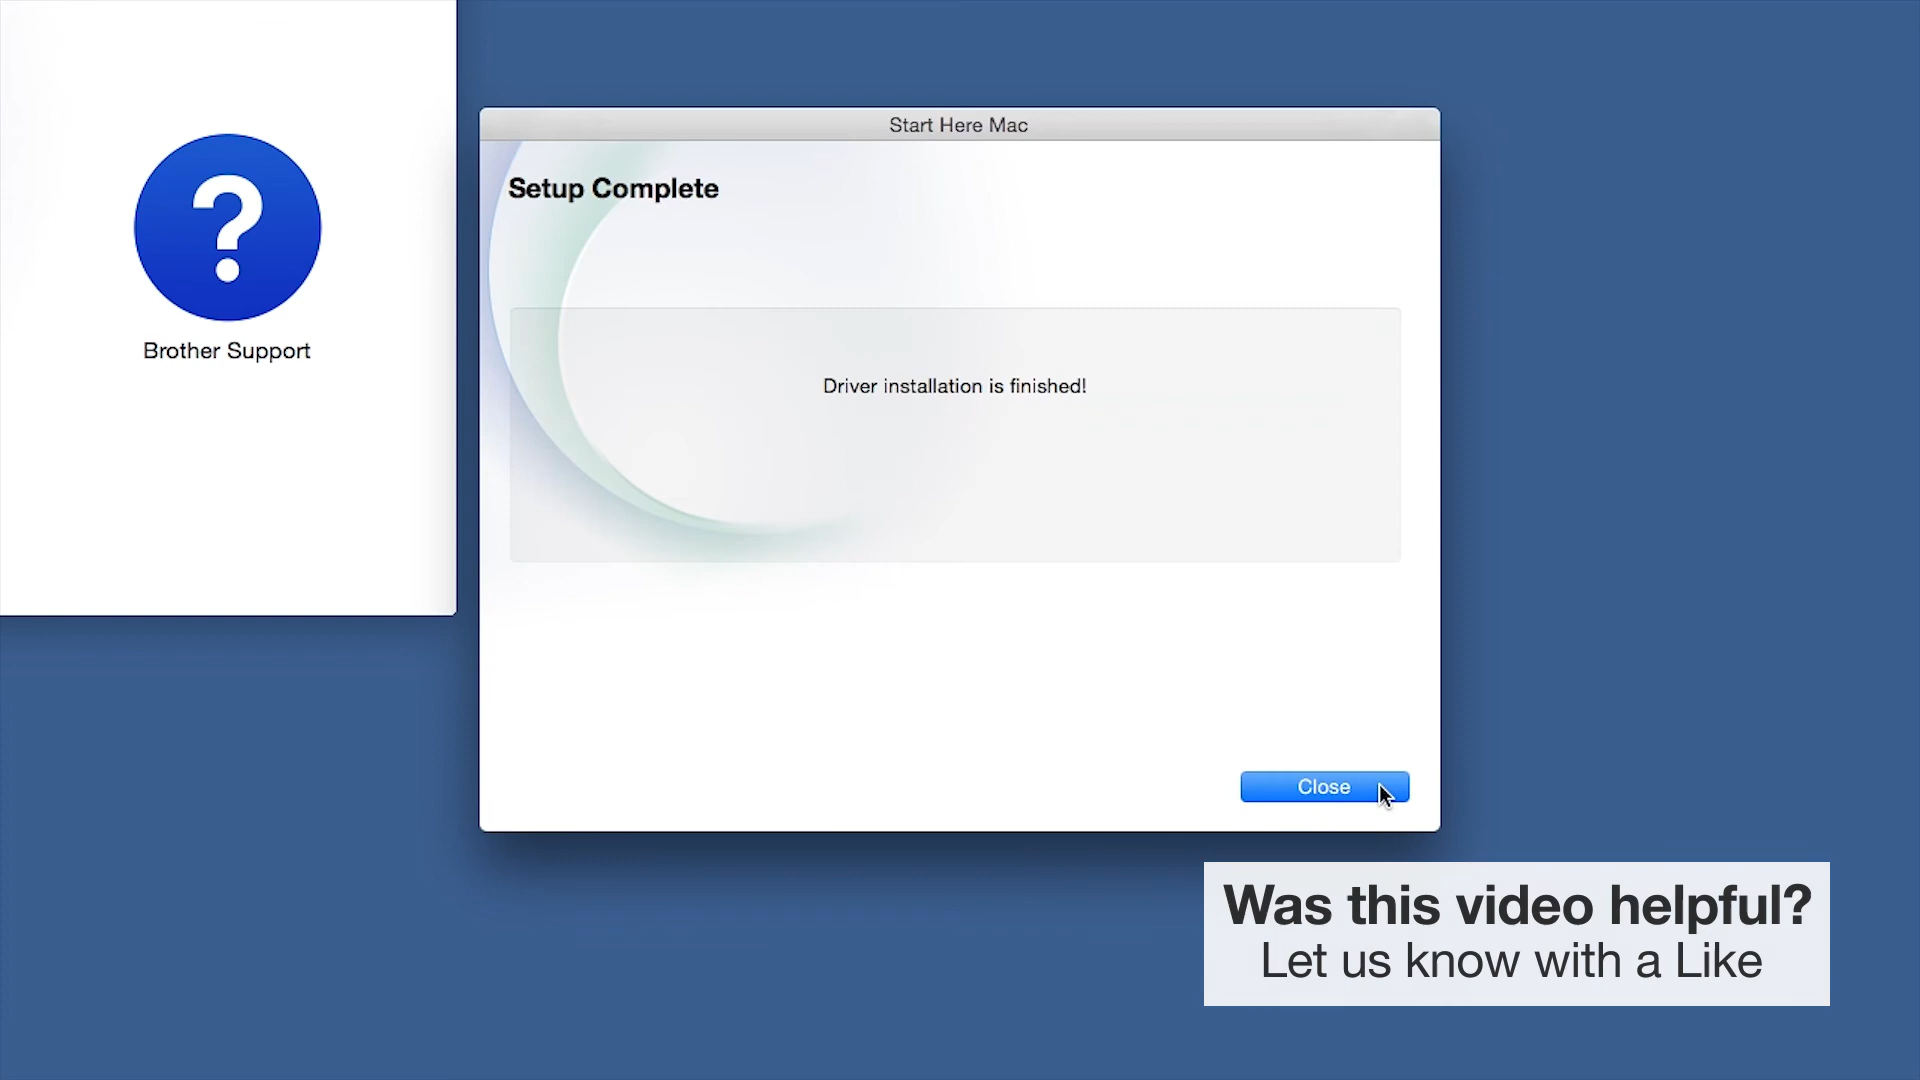 Start Here Mac
Setup Complete
?
Brother Support
Driver installation is finished!
Close
Was this video helpful?
Let us know with a Like